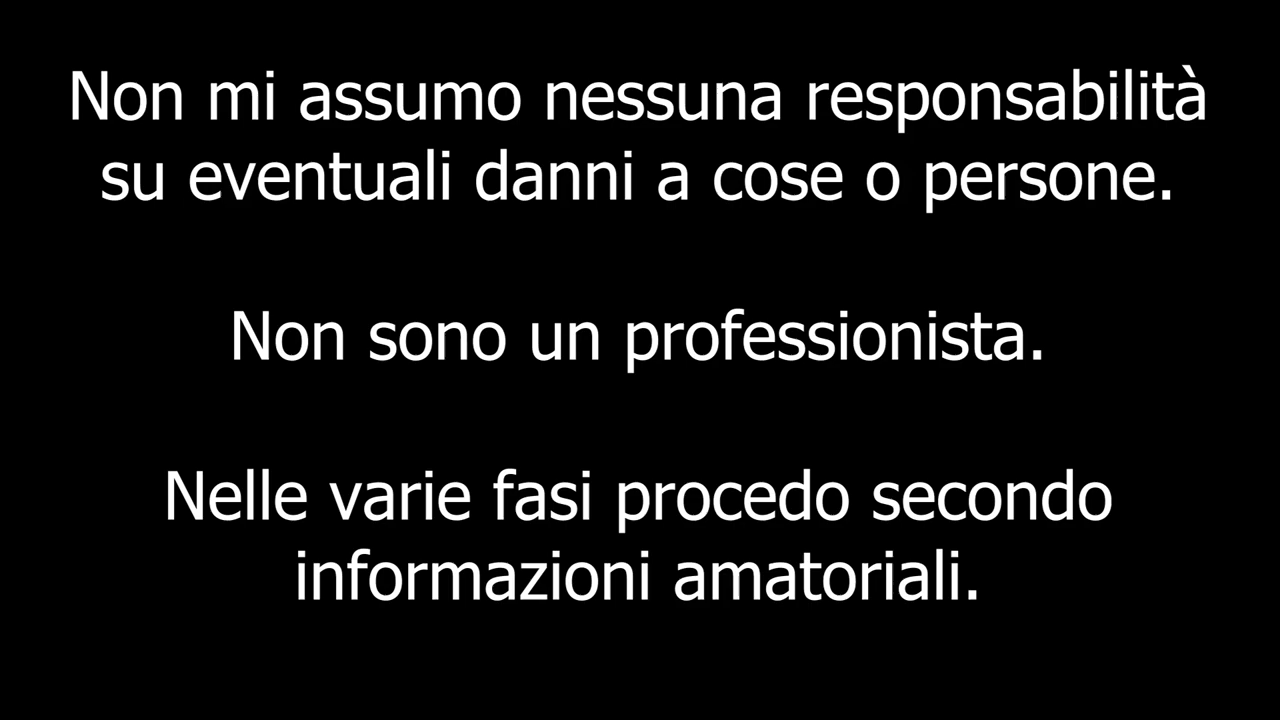 Non mi assumo nessuna responsabilità
su eventuali danni a cose o persone.
Non sono un professionista.
Nelle varie fasi procedo secondo
informazioni amatoriali.